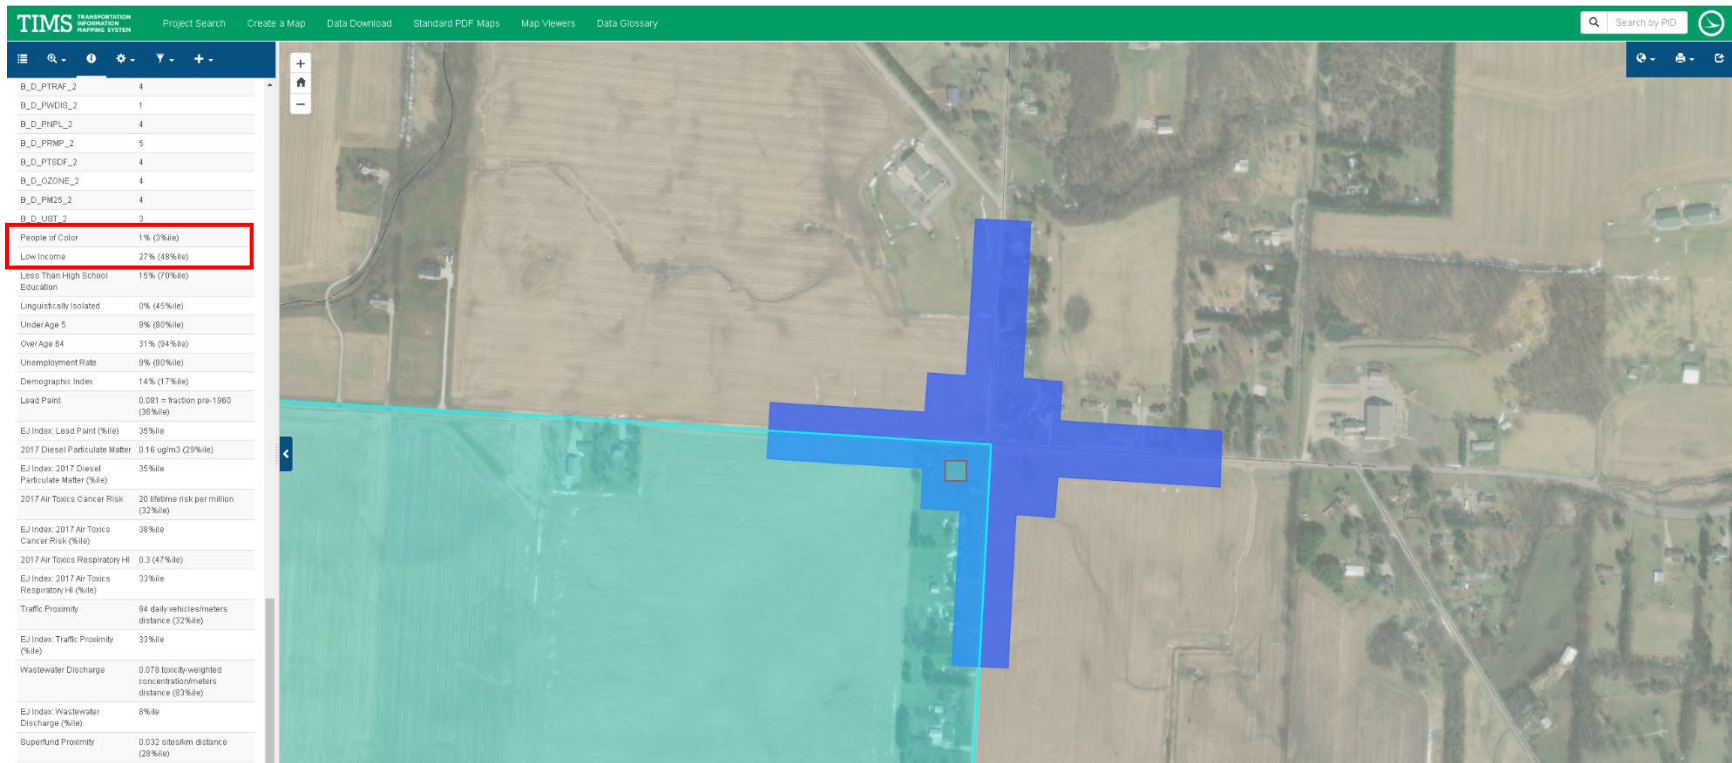 TIMS TRANSPORTATION INFORMATION MAPPING SYSTEM
Project Search Create a Map Data Download Standard PDF Maps Map Viewers Data Glossary
Search by PID
B_D_PTRAF_2 4
B_D_PWDIS_2 1
B_D_PNPL_2 4
B_D_PRMP_2 5
B_D_PTSDF_2 4
B_D_OZONE_2 4
B_D_PM25_2 4
B_D_UST_2 3
People of Color 1% (3%ile)
Low Income 27% (48%ile)
Less Than High School 15% (70%ile)
Education
Linguistically Isolated 0% (45%ile)
Under Age 5 9% (80%ile)
Over Age 64 31% (94%ile)
Unemployment Rate 9% (80%ile)
Demographic Index 14% (17%ile)
Lead Paint 0.081 = fraction pre-1960
(36%ile)
EJ Index: Lead Paint (%ile) 35%ile
2017 Diesel Particulate Matter 0.16 ug/m3 (29%ile)
EJ Index: 2017 Diesel 35%ile
Particulate Matter (%ile)
2017 Air Toxics Cancer Risk 20 lifetime risk per million
(32%ile)
EJ Index: 2017 Air Toxics 38%ile
Cancer Risk (%ile)
2017 Air Toxics Respiratory HI 0.3 (47%ile)
EJ Index: 2017 Air Toxics 33%ile
Respiratory HI (%ile)
Traffic Proximity 94 daily vehicles/meters
distance (32%ile)
EJ Index: Traffic Proximity 33%ile
(%ile)
Wastewater Discharge 0.078 toxicity-weighted
concentration/meters
distance (83%ile)
EJ Index: Wastewater 8%ile
Discharge (%ile)
Superfund Proximity 0.032 sites/km distance
(28%ile)